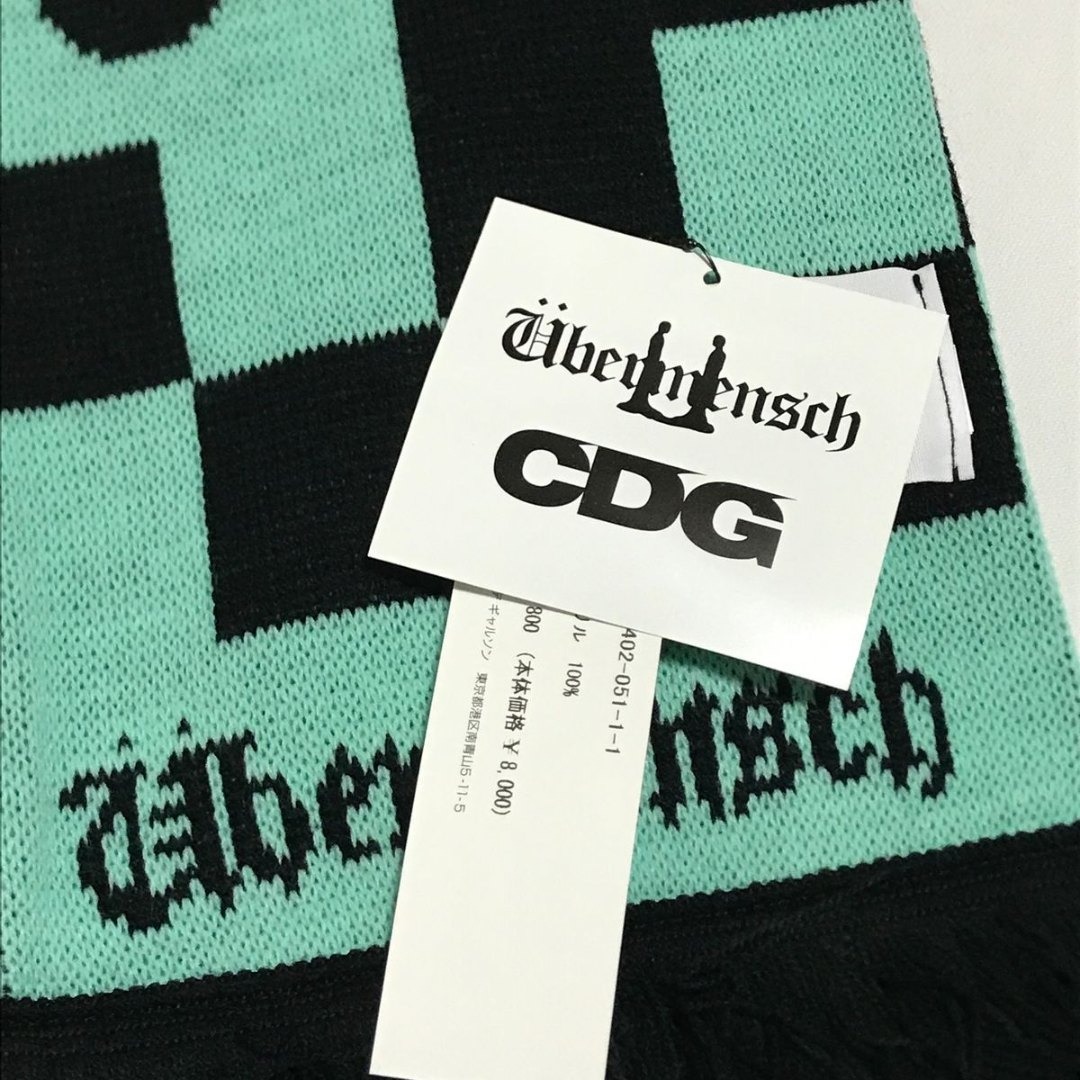 Übermensch
CDG
402-051-1-1
ル 100%
800 (本体価格 ¥8,000)
ギャルソン 東京都港区南青山5-11-5
Übermensch